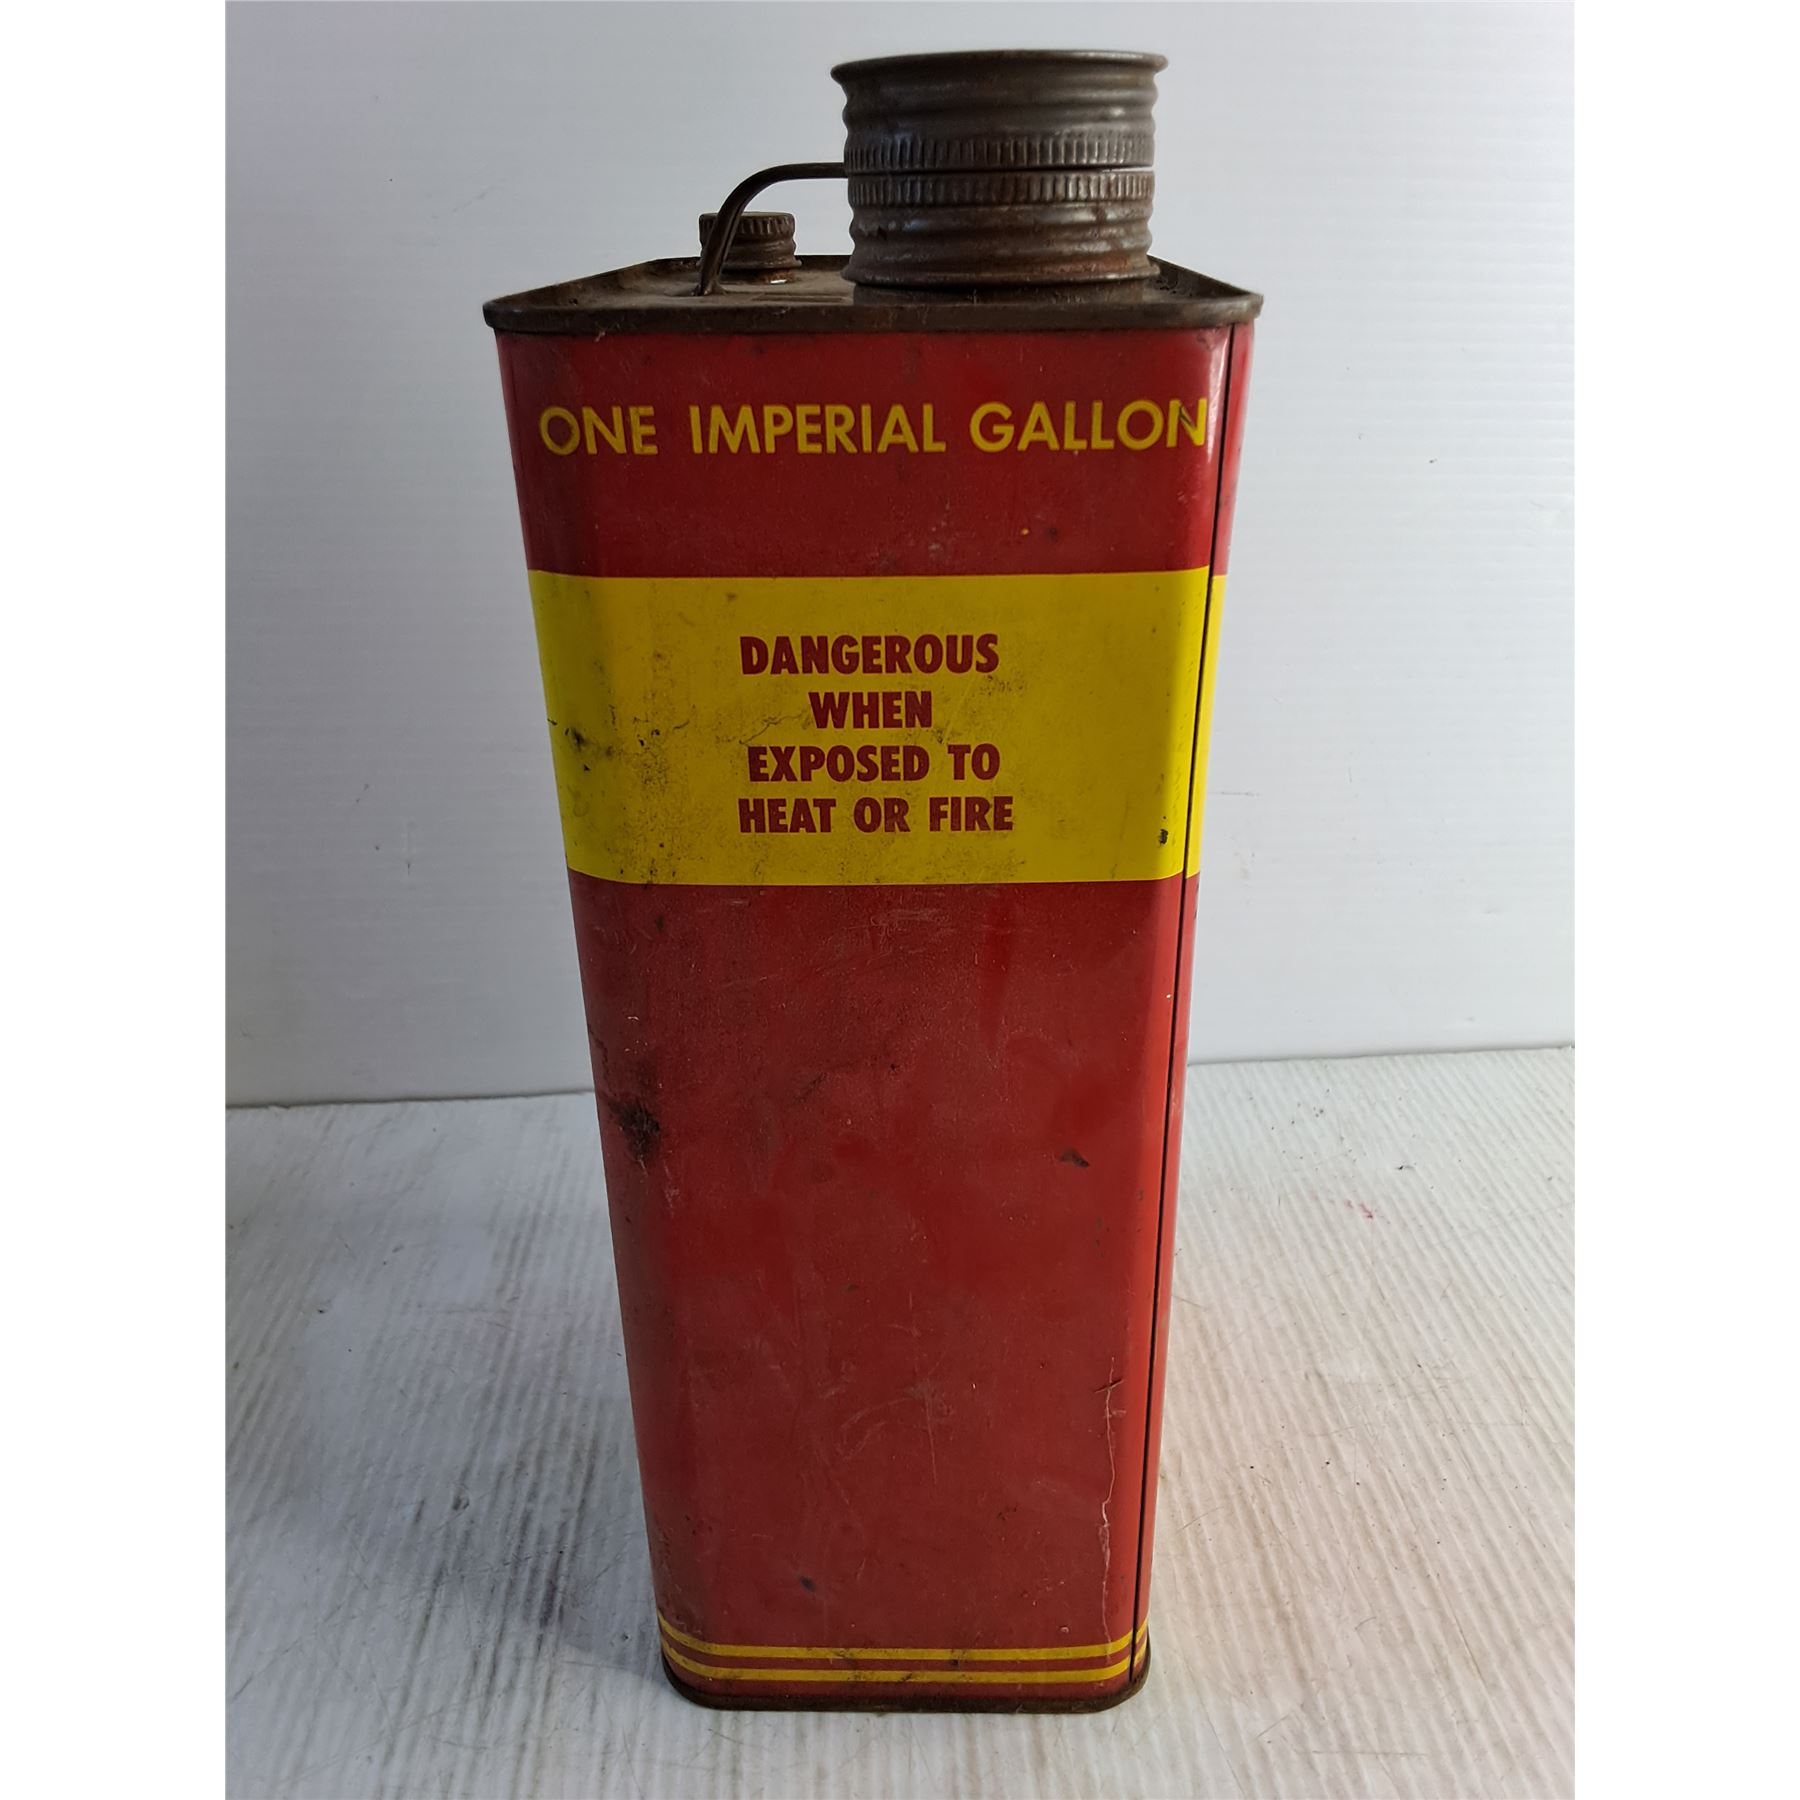 ONE IMPERIAL GALLON
DANGEROUS
WHEN
EXPOSED TO
HEAT OR FIRE